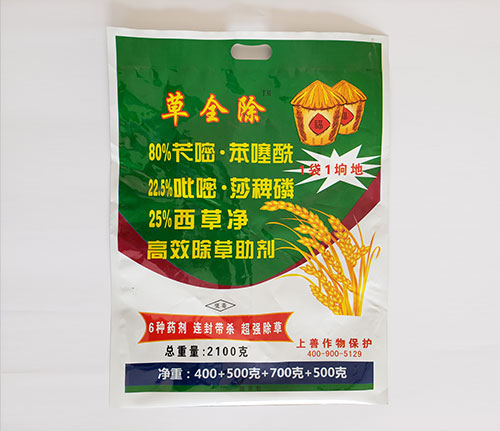 草全除™
80%苄嘧·苯噻酰
22.5%吡嘧·莎稗磷
25%西草净
高效除草助剂
1袋1垧地
6种药剂 连封带杀 超强除草
总重量:2100克
上善作物保护
400-900-5129
净重:400+500克+700克+500克